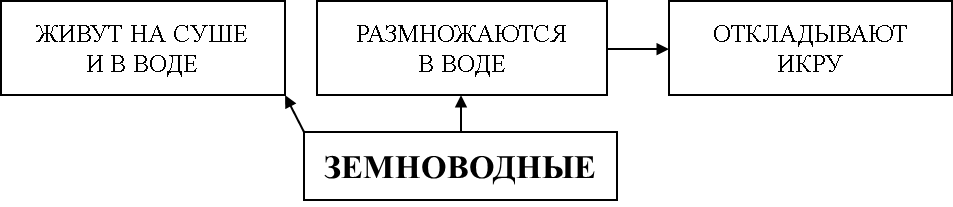 ЖИВУТ НА СУШЕ
И В ВОДЕ
РАЗМНОЖАЮТСЯ
В ВОДЕ
ОТКЛАДЫВАЮТ
ИКРУ
ЗЕМНОВОДНЫЕ